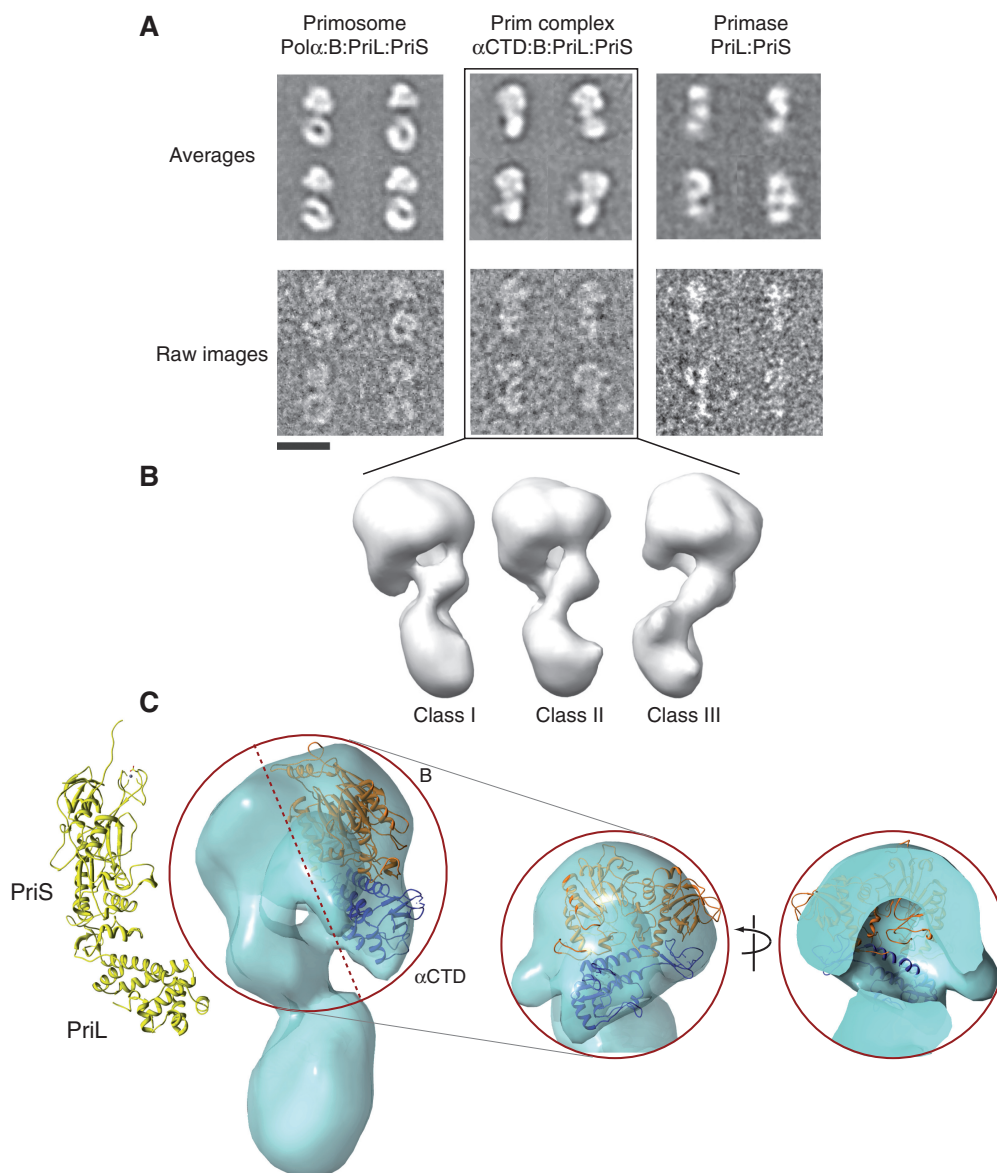 A
Primosome
Polα:B:PriL:PriS
Prim complex
αCTD:B:PriL:PriS
Primase
PriL:PriS
Averages
Raw images
B
Class I
Class II
Class III
C
B
PriS
αCTD
PriL